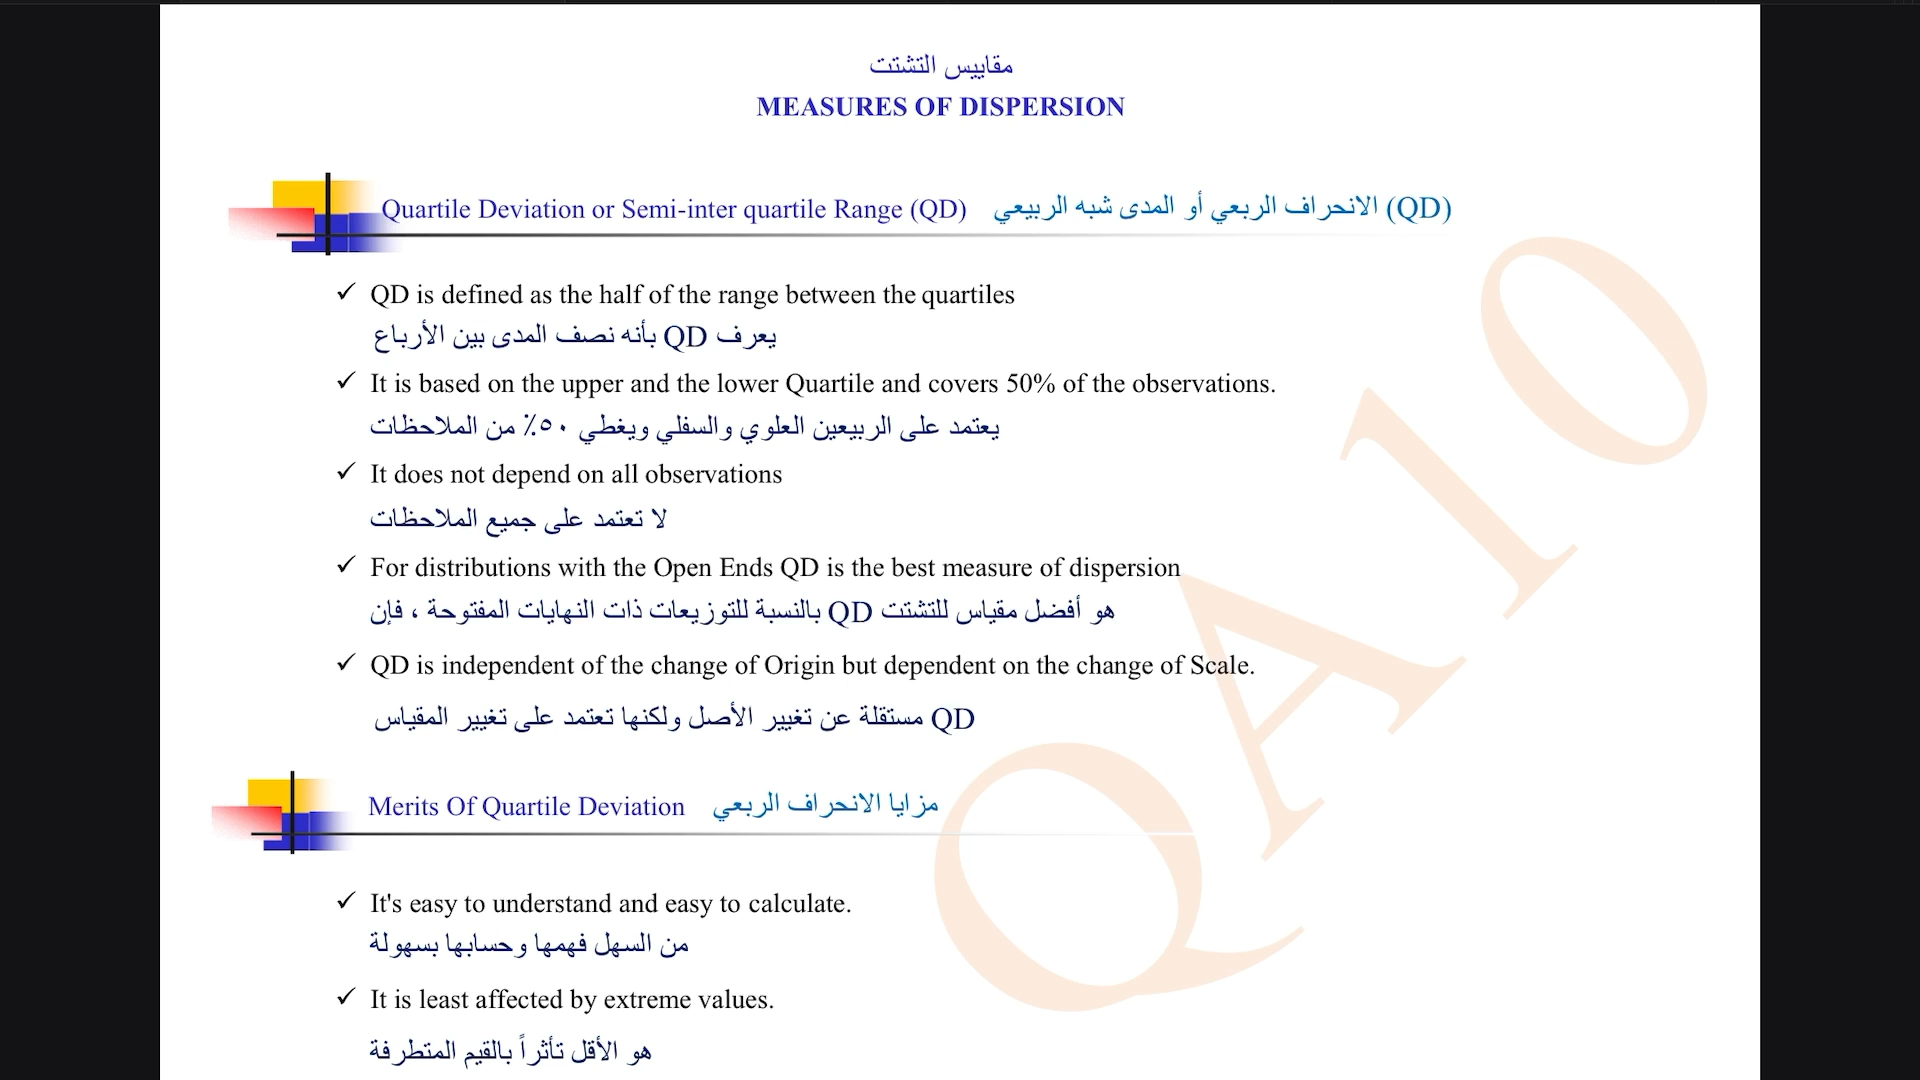 مقاييس التشتت
MEASURES OF DISPERSION
Quartile Deviation or Semi-inter quartile Range (QD) الانحراف الربعي أو المدى شبه الربيعي (QD)
✓ QD is defined as the half of the range between the quartiles
يعرف QD بأنه نصف المدى بين الأرباع
✓ It is based on the upper and the lower Quartile and covers 50% of the observations.
يعتمد على الربيعين العلوي والسفلي ويغطي ٥٠٪ من الملاحظات
✓ It does not depend on all observations
لا تعتمد على جميع الملاحظات
✓ For distributions with the Open Ends QD is the best measure of dispersion
هو أفضل مقياس للتشتت QD بالنسبة للتوزيعات ذات النهايات المفتوحة ، فإن
✓ QD is independent of the change of Origin but dependent on the change of Scale.
QD مستقلة عن تغيير الأصل ولكنها تعتمد على تغيير المقياس
Merits Of Quartile Deviation مزايا الانحراف الربعي
✓ It's easy to understand and easy to calculate.
من السهل فهمها وحسابها بسهولة
✓ It is least affected by extreme values.
هو الأقل تأثراً بالقيم المتطرفة
QA10